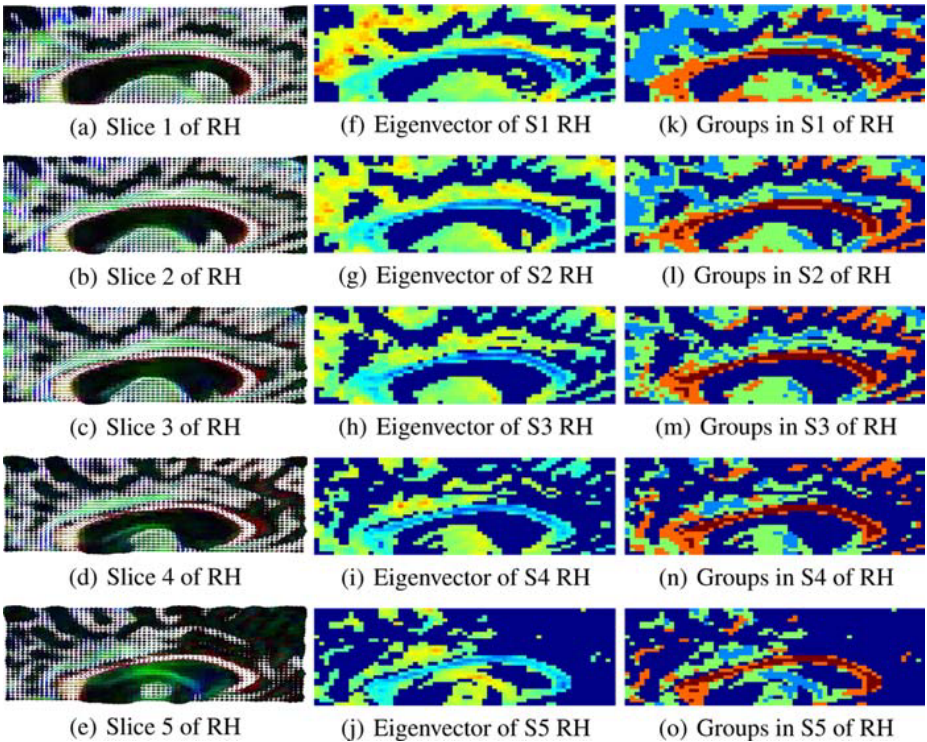 (a) Slice 1 of RH
(f) Eigenvector of S1 RH
(k) Groups in S1 of RH
(b) Slice 2 of RH
(g) Eigenvector of S2 RH
(l) Groups in S2 of RH
(c) Slice 3 of RH
(h) Eigenvector of S3 RH
(m) Groups in S3 of RH
(d) Slice 4 of RH
(i) Eigenvector of S4 RH
(n) Groups in S4 of RH
(e) Slice 5 of RH
(j) Eigenvector of S5 RH
(o) Groups in S5 of RH